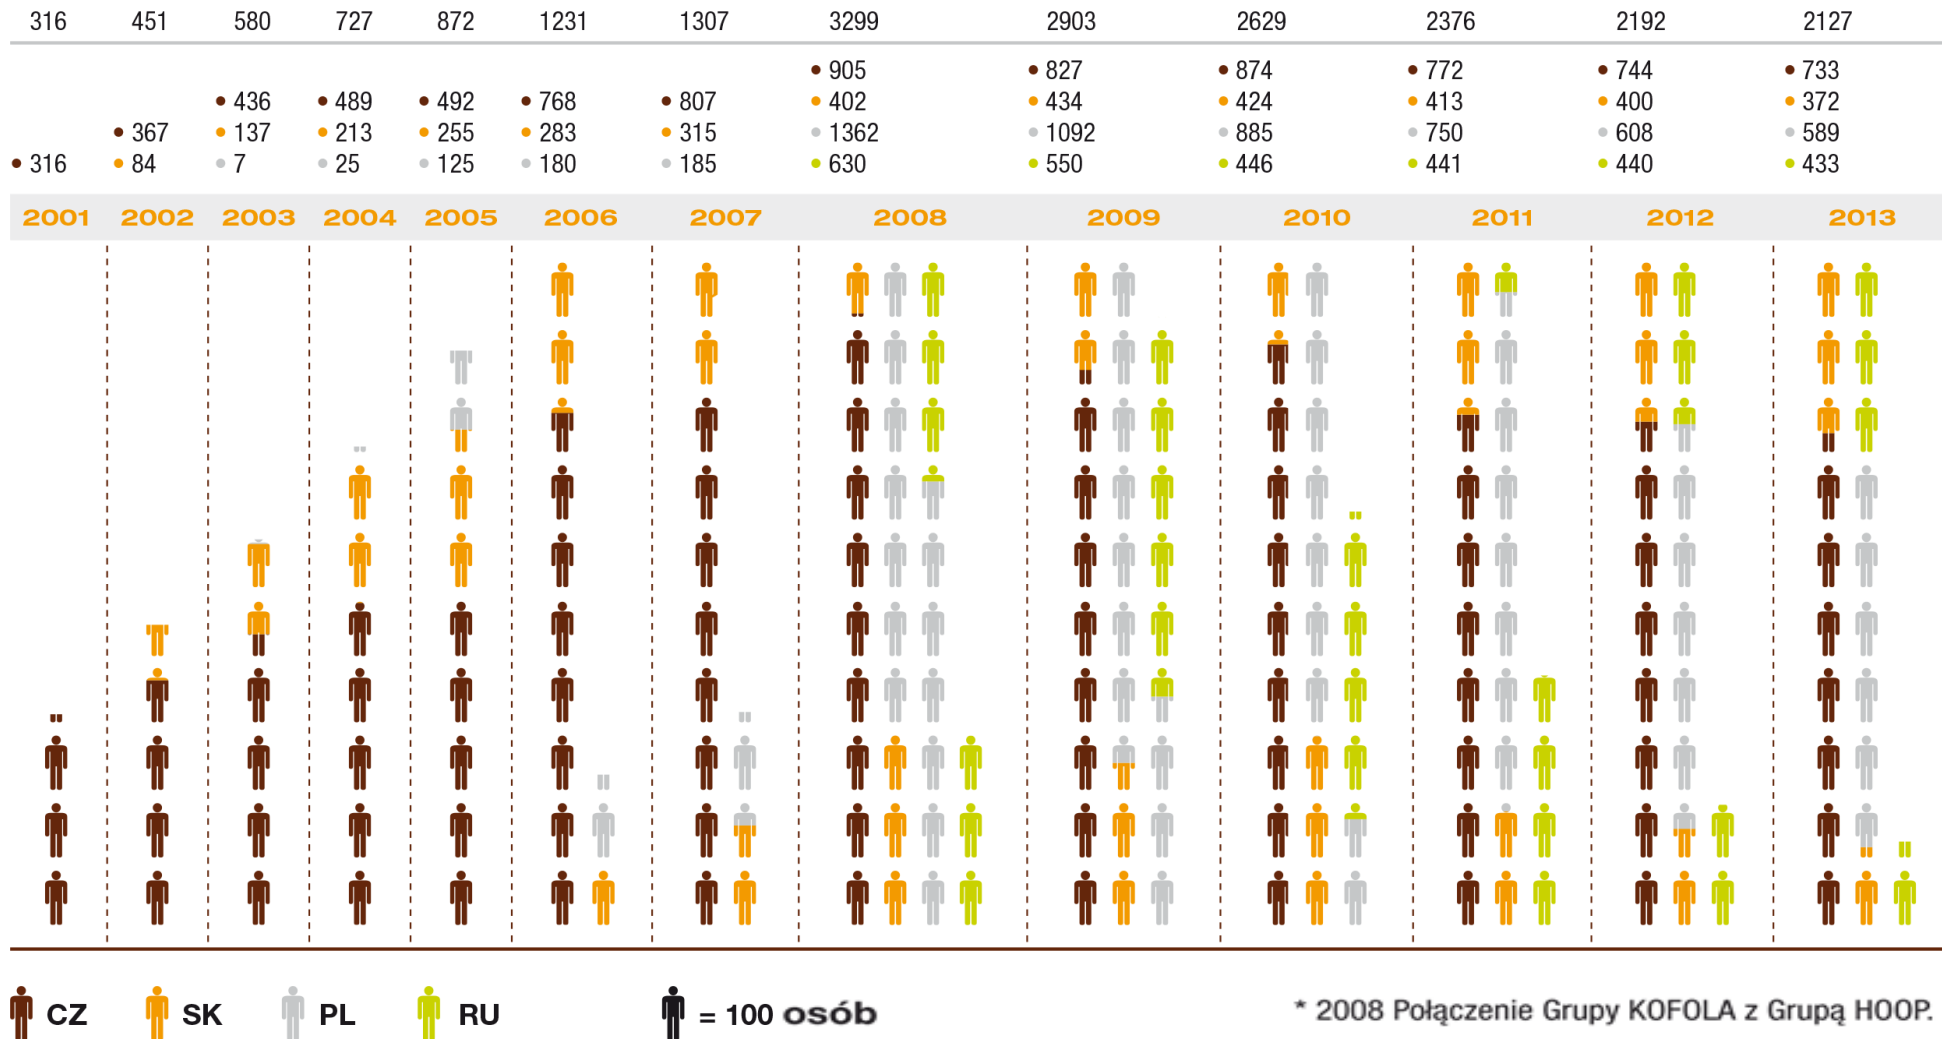 316 451 580 727 872 1231 1307 3299 2903 2629 2376 2192 2127
905 827 874 772 744 733
436 489 492 768 807 402 434 424 413 400 372
367 137 213 255 283 315 1362 1092 885 750 608 589
316 84 7 25 125 180 185 630 550 446 441 440 433
2001 2002 2003 2004 2005 2006 2007 2008 2009 2010 2011 2012 2013
CZ SK PL RU = 100 osób * 2008 Połączenie Grupy KOFOLA z Grupą HOOP.